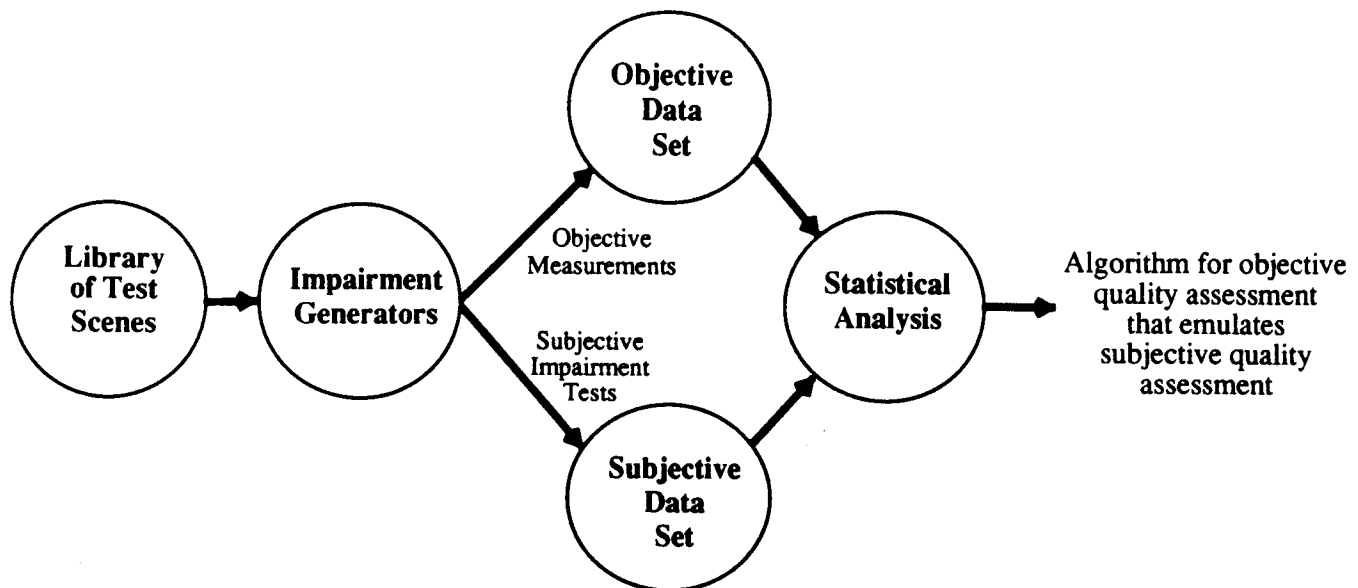 Library
of Test
Scenes
Impairment
Generators
Objective
Data
Set
Objective
Measurements
Subjective
Impairment
Tests
Subjective
Data
Set
Statistical
Analysis
Algorithm for objective
quality assessment
that emulates
subjective quality
assessment